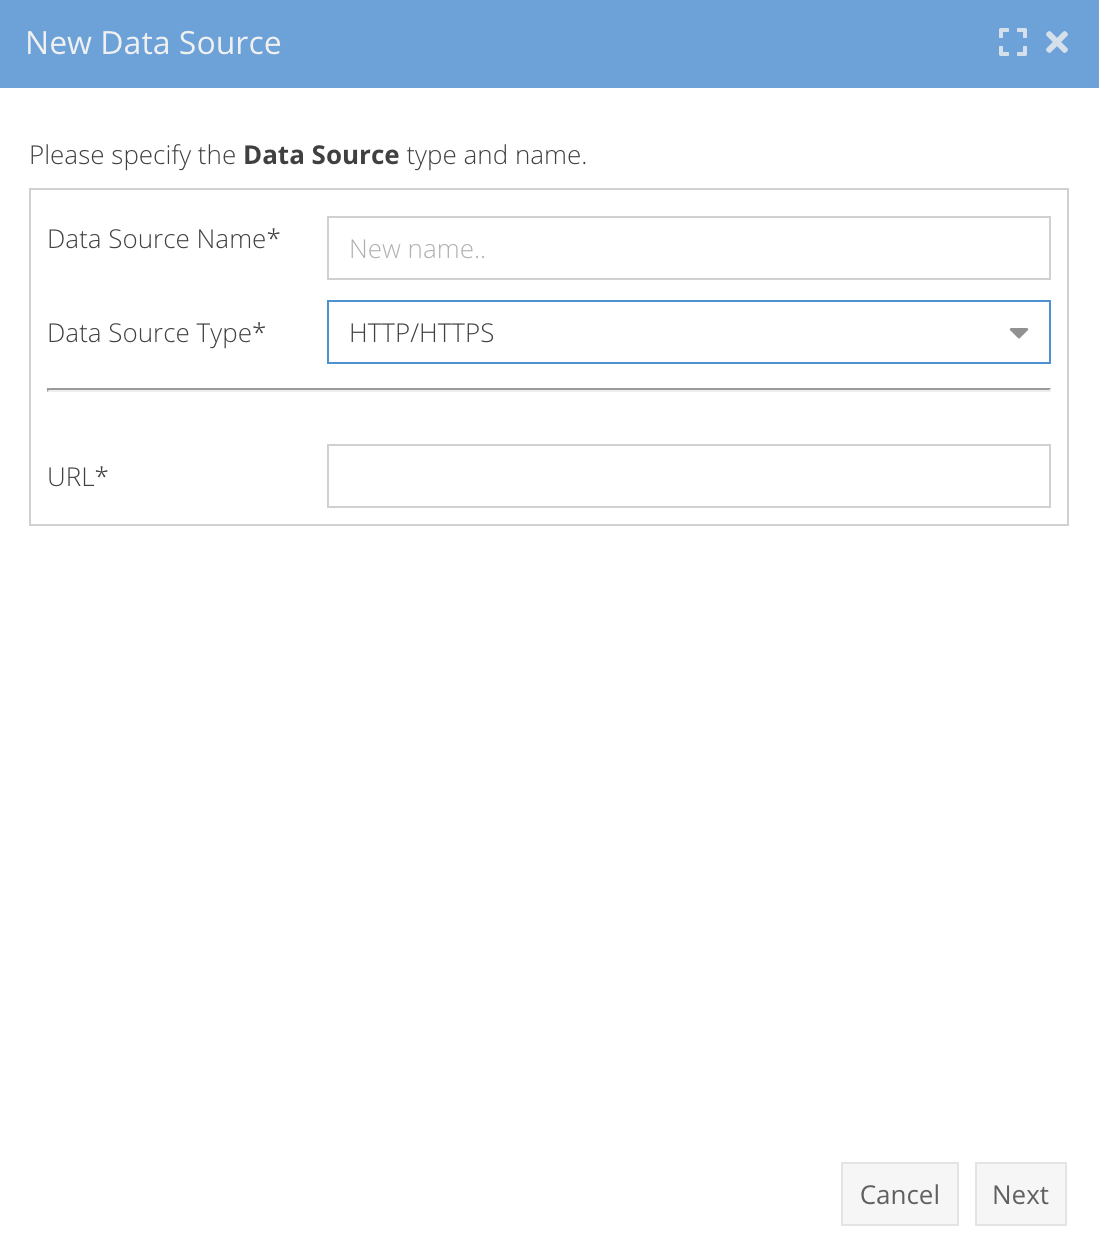 New Data Source
Please specify the Data Source type and name.
Data Source Name*
New name..
Data Source Type*
HTTP/HTTPS
URL*
Cancel
Next